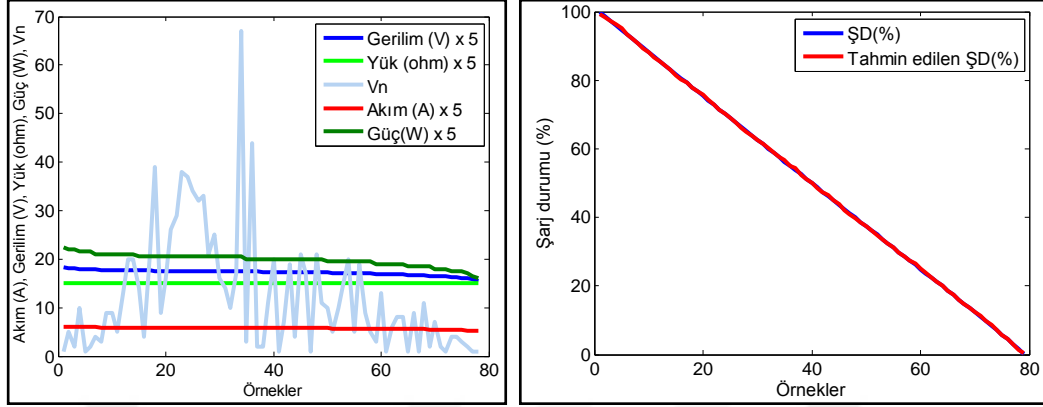 Akım (A), Gerilim (V), Yük (ohm), Güç (W), Vn
70
60
50
40
30
20
10
0
Gerilim (V) x 5
Yük (ohm) x 5
Vn
Akım (A) x 5
Güç(W) x 5
0 20 40 60 80
Örnekler
Şarj durumu (%)
100
80
60
40
20
0
ŞD(%)
Tahmin edilen ŞD(%)
0 20 40 60 80
Örnekler